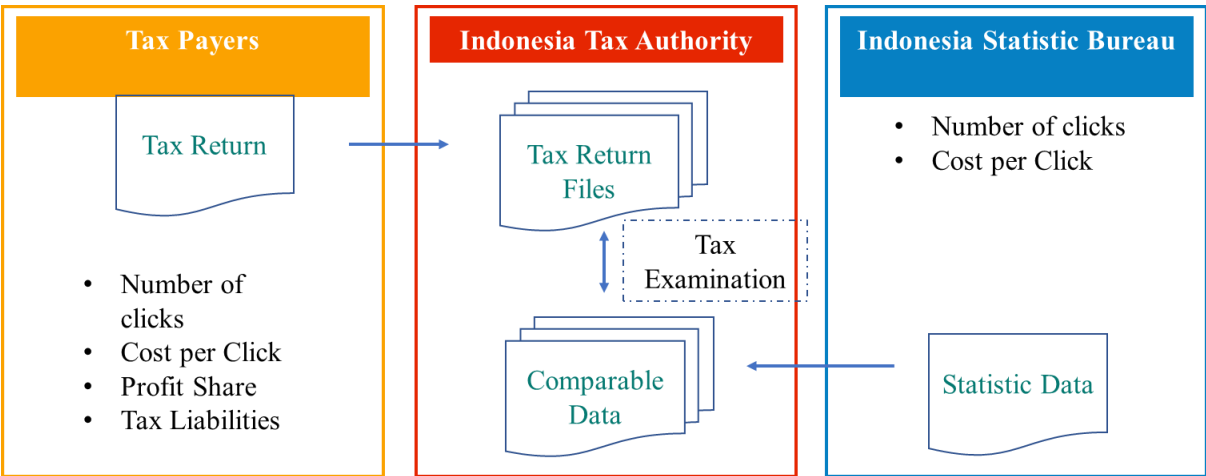 Tax Payers
Tax Return
• Number of
clicks
• Cost per Click
• Profit Share
• Tax Liabilities
Indonesia Tax Authority
Tax Return
Files
Tax
Examination
Comparable
Data
Indonesia Statistic Bureau
• Number of clicks
• Cost per Click
Statistic Data